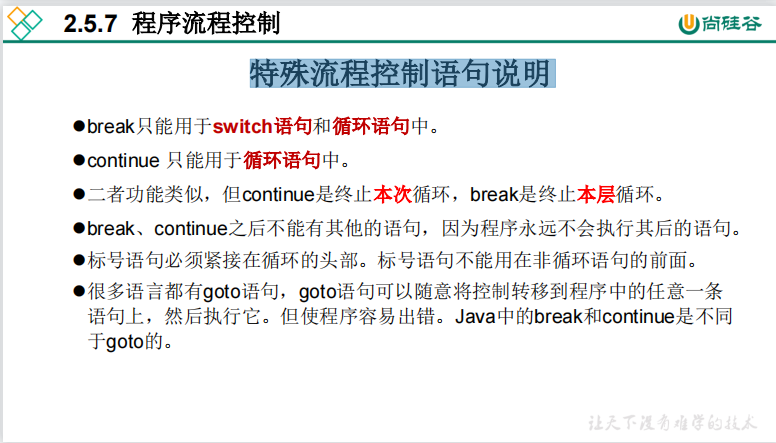 2.5.7 程序流程控制
尚硅谷
特殊流程控制语句说明
●break只能用于switch语句和循环语句中。
●continue 只能用于循环语句中。
●二者功能类似，但continue是终止本次循环，break是终止本层循环。
●break、continue之后不能有其他的语句，因为程序永远不会执行其后的语句。
●标号语句必须紧接在循环的头部。标号语句不能用在非循环语句的前面。
●很多语言都有goto语句，goto语句可以随意将控制转移到程序中的任意一条
语句上，然后执行它。但使程序容易出错。Java中的break和continue是不同
于goto的。
让天下没有难学的技术